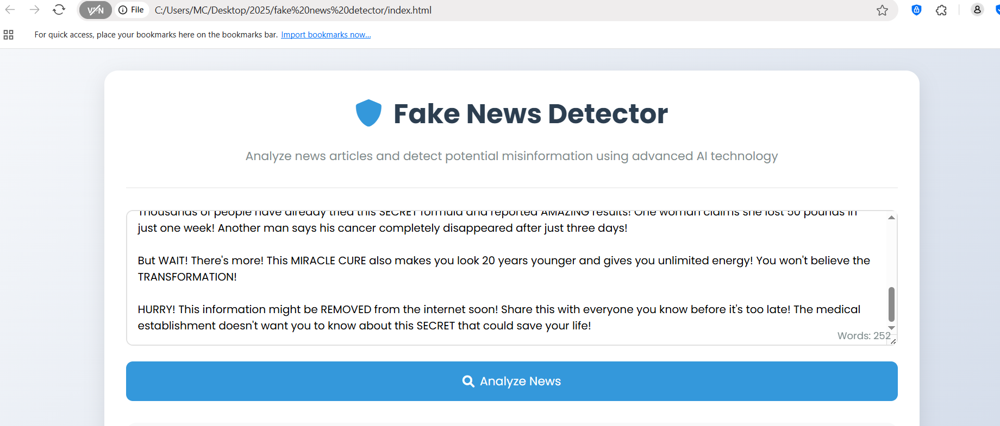 VPN
File
C:/Users/MC/Desktop/2025/fake%20news%20detector/index.html
For quick access, place your bookmarks here on the bookmarks bar. Import bookmarks now...
Fake News Detector
Analyze news articles and detect potential misinformation using advanced AI technology
Thousands of people have already tried this SECRET formula and reported AMAZING results! One woman claims she lost 50 pounds in
just one week! Another man says his cancer completely disappeared after just three days!
But WAIT! There's more! This MIRACLE CURE also makes you look 20 years younger and gives you unlimited energy! You won't believe the
TRANSFORMATION!
HURRY! This information might be REMOVED from the internet soon! Share this with everyone you know before it's too late! The medical
establishment doesn't want you to know about this SECRET that could save your life!
Words: 252
Analyze News